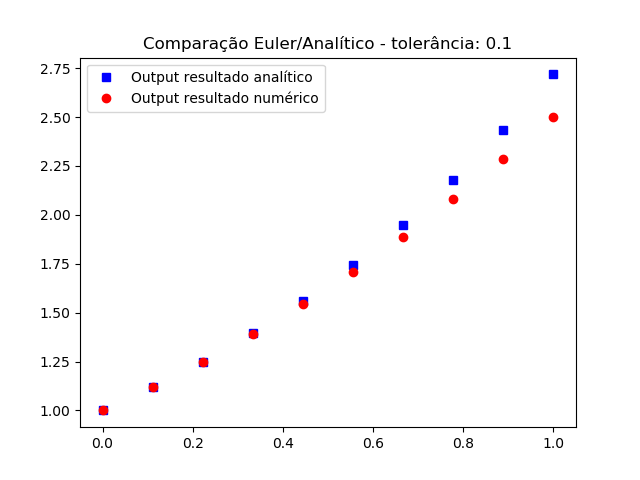 Comparação Euler/Analítico - tolerância: 0.1
Output resultado analítico
Output resultado numérico
2.75
2.50
2.25
2.00
1.75
1.50
1.25
1.00
0.0 0.2 0.4 0.6 0.8 1.0